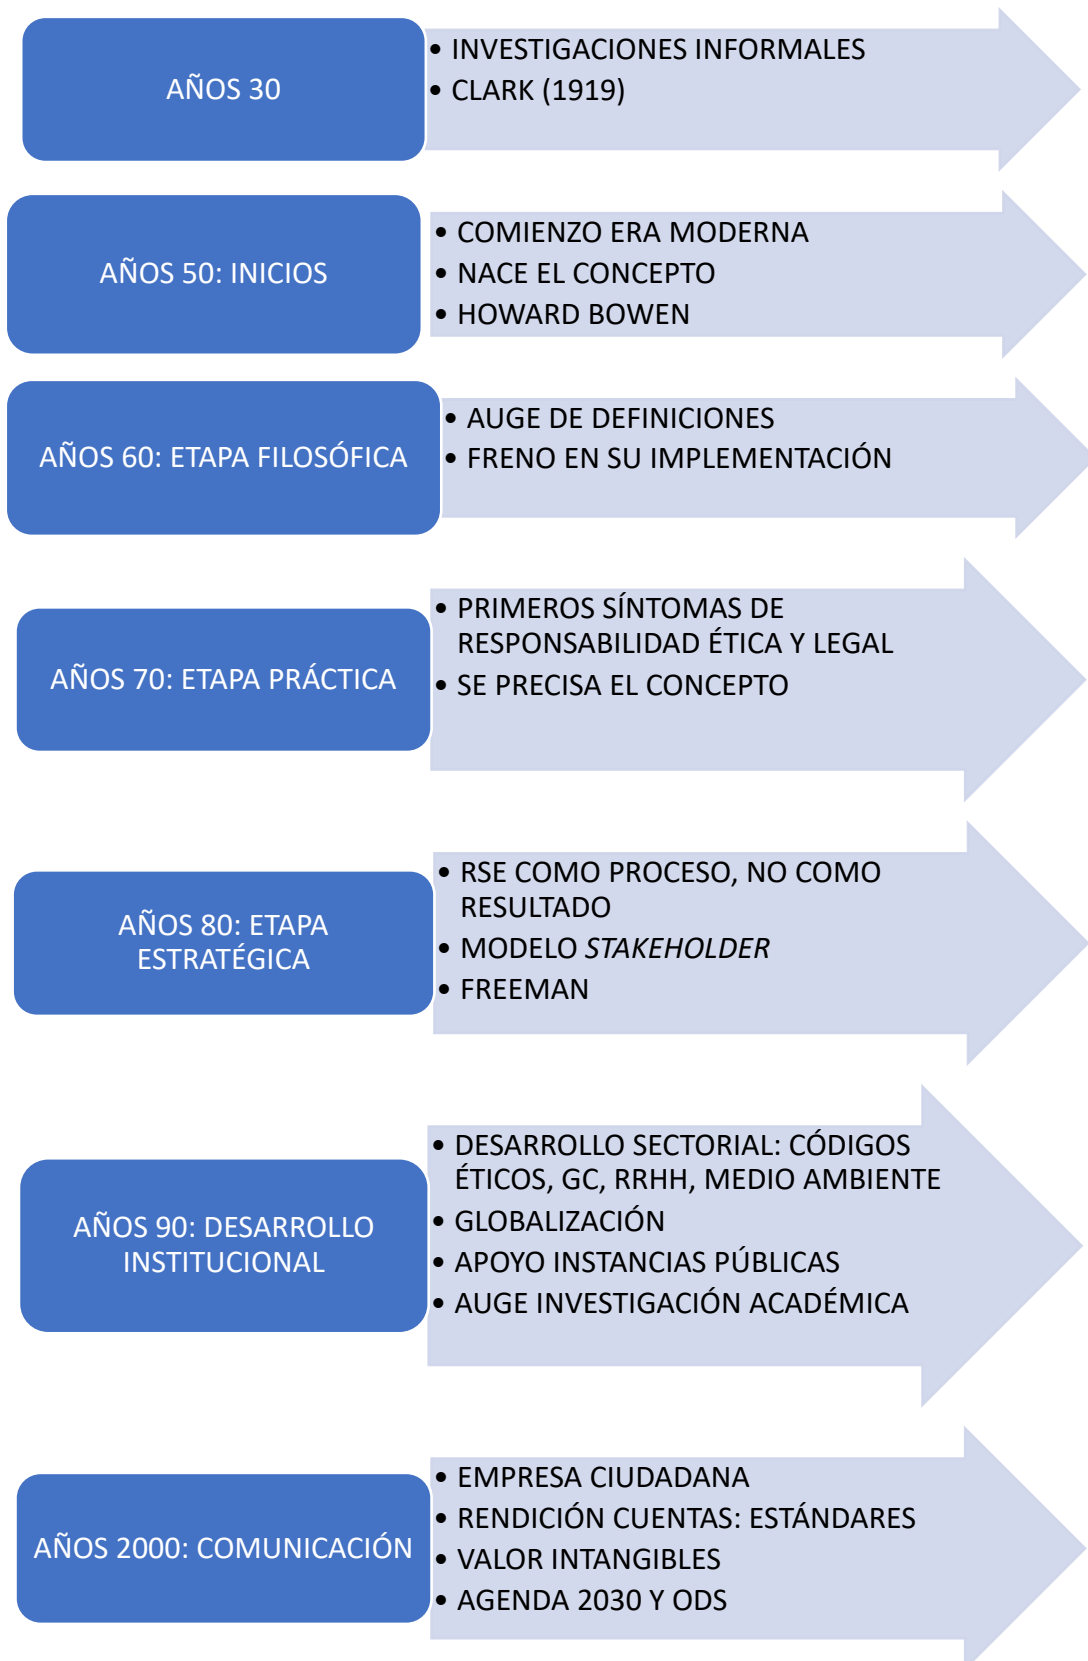 AÑOS 30
• INVESTIGACIONES INFORMALES
• CLARK (1919)
AÑOS 50: INICIOS
• COMIENZO ERA MODERNA
• NACE EL CONCEPTO
• HOWARD BOWEN
AÑOS 60: ETAPA FILOSÓFICA
• AUGE DE DEFINICIONES
• FRENO EN SU IMPLEMENTACIÓN
AÑOS 70: ETAPA PRÁCTICA
• PRIMEROS SÍNTOMAS DE
RESPONSABILIDAD ÉTICA Y LEGAL
• SE PRECISA EL CONCEPTO
AÑOS 80: ETAPA
ESTRATÉGICA
• RSE COMO PROCESO, NO COMO
RESULTADO
• MODELO STAKEHOLDER
• FREEMAN
AÑOS 90: DESARROLLO
INSTITUCIONAL
• DESARROLLO SECTORIAL: CÓDIGOS
ÉTICOS, GC, RRHH, MEDIO AMBIENTE
• GLOBALIZACIÓN
• APOYO INSTANCIAS PÚBLICAS
• AUGE INVESTIGACIÓN ACADÉMICA
AÑOS 2000: COMUNICACIÓN
• EMPRESA CIUDADANA
• RENDICIÓN CUENTAS: ESTÁNDARES
• VALOR INTANGIBLES
• AGENDA 2030 Y ODS